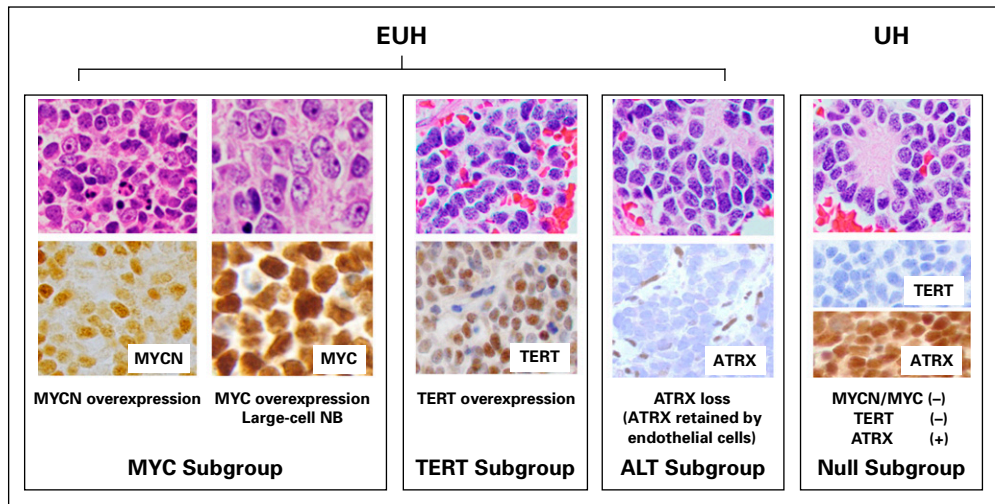 EUH
UH
MYCN
MYC
TERT
ATRX
TERT
ATRX
MYCN overexpression
MYC overexpression
Large-cell NB
TERT overexpression
ATRX loss
(ATRX retained by
endothelial cells)
MYCN/MYC (–)
TERT (–)
ATRX (+)
MYC Subgroup
TERT Subgroup
ALT Subgroup
Null Subgroup